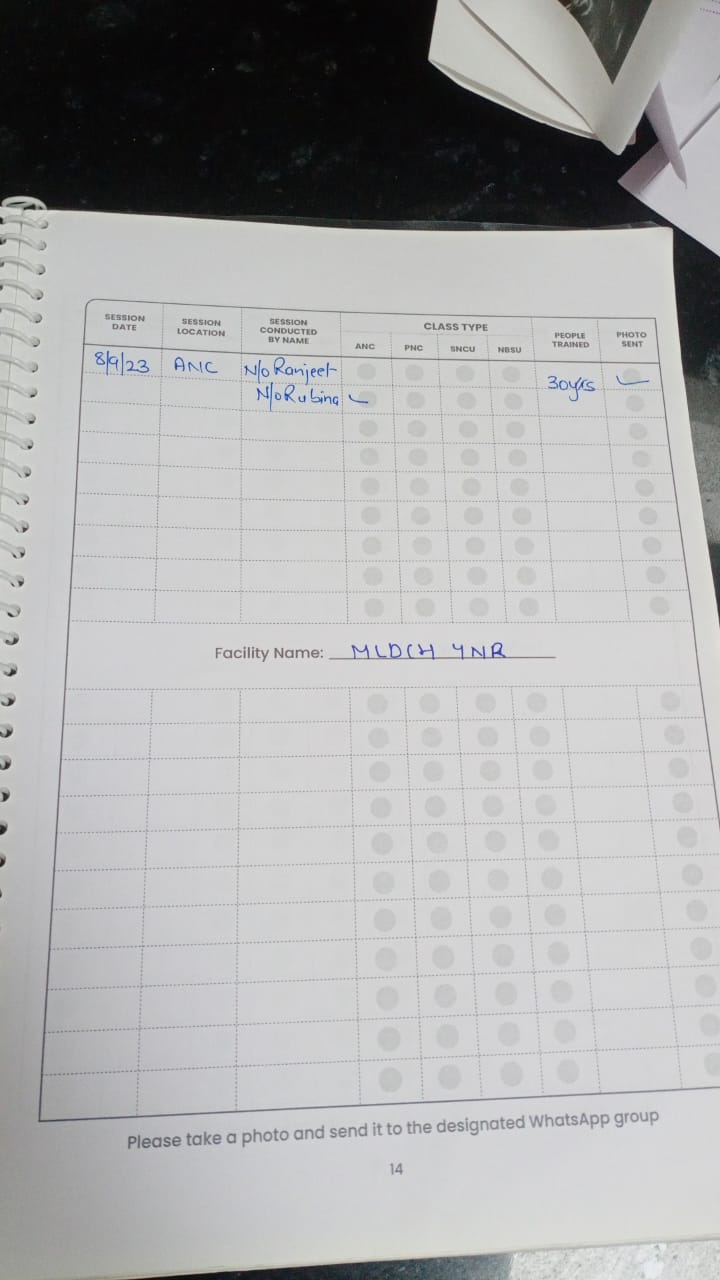 SESSION DATE
SESSION LOCATION
SESSION CONDUCTED BY NAME
CLASS TYPE
ANC PNC SNCU NBSU
PEOPLE TRAINED
PHOTO SENT
8/9/23 ANC N/o Ranjeet
N/o Rubina 30yrs
Facility Name: MLDCH YNR
Please take a photo and send it to the designated WhatsApp group
14